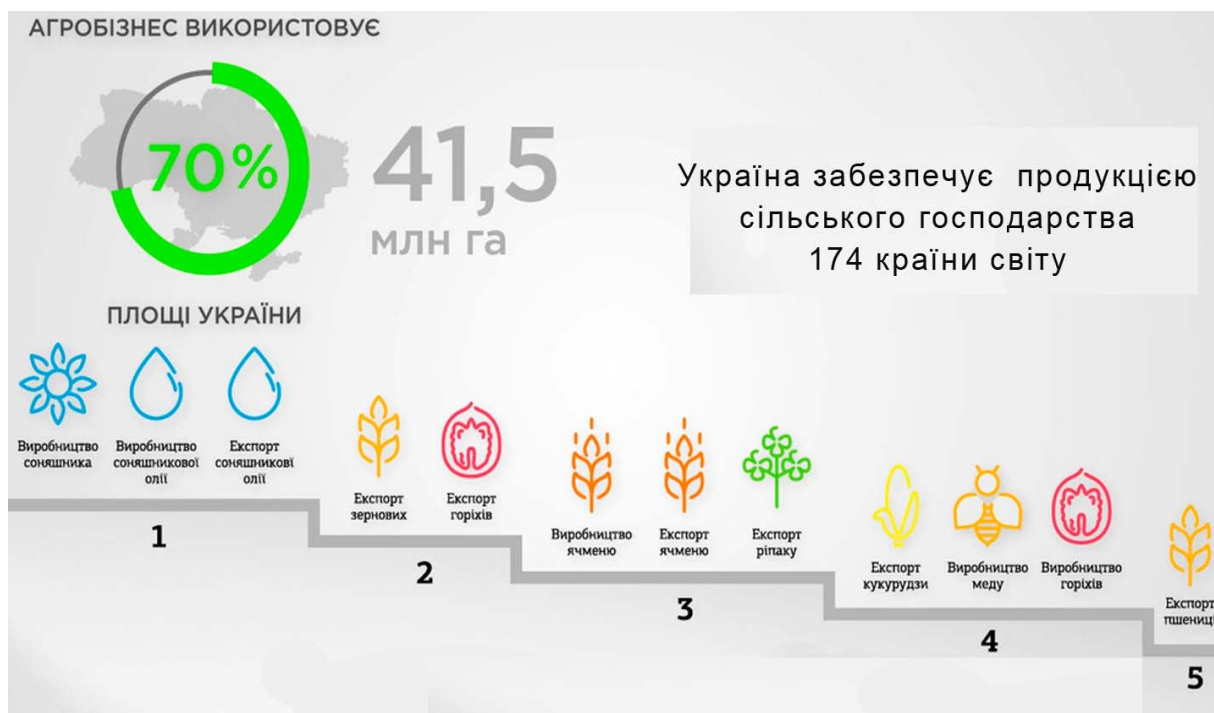 АГРОБІЗНЕС ВИКОРИСТОВУЄ
70%
41,5
млн га
ПЛОЩІ УКРАЇНИ
Україна забезпечує продукцією
сільського господарства
174 країни світу
Виробництво
соняшника
Виробництво
соняшникової
олії
Експорт
соняшникові
олії
1
Експорт
зернових
Експорт
горіхів
2
Виробництво
ячменю
Експорт
ячменю
Експорт
ріпаку
3
Експорт
кукурудзи
Виробництво
меду
Виробництво
горіхів
4
Експорт
пшениці
5